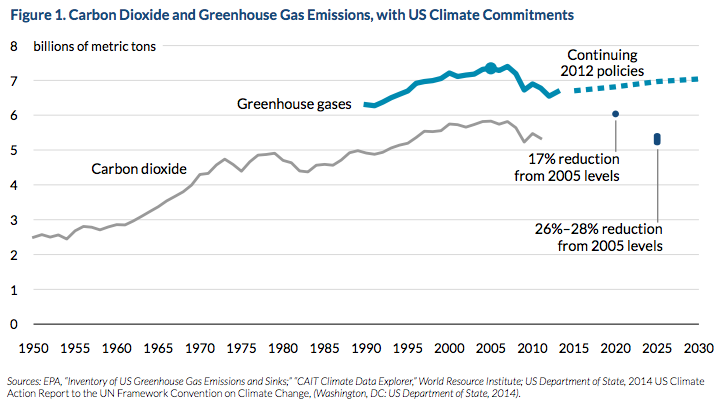 Figure 1. Carbon Dioxide and Greenhouse Gas Emissions, with US Climate Commitments
8 billions of metric tons
Continuing
2012 policies
7
Greenhouse gases
6
5
17% reduction
from 2005 levels
Carbon dioxide
4
3
26%–28% reduction
from 2005 levels
2
1
0
1950 1955 1960 1965 1970 1975 1980 1985 1990 1995 2000 2005 2010 2015 2020 2025 2030
Sources: EPA, "Inventory of US Greenhouse Gas Emissions and Sinks;" "CAIT Climate Data Explorer," World Resource Institute; US Department of State, 2014 US Climate
Action Report to the UN Framework Convention on Climate Change, (Washington, DC: US Department of State, 2014).